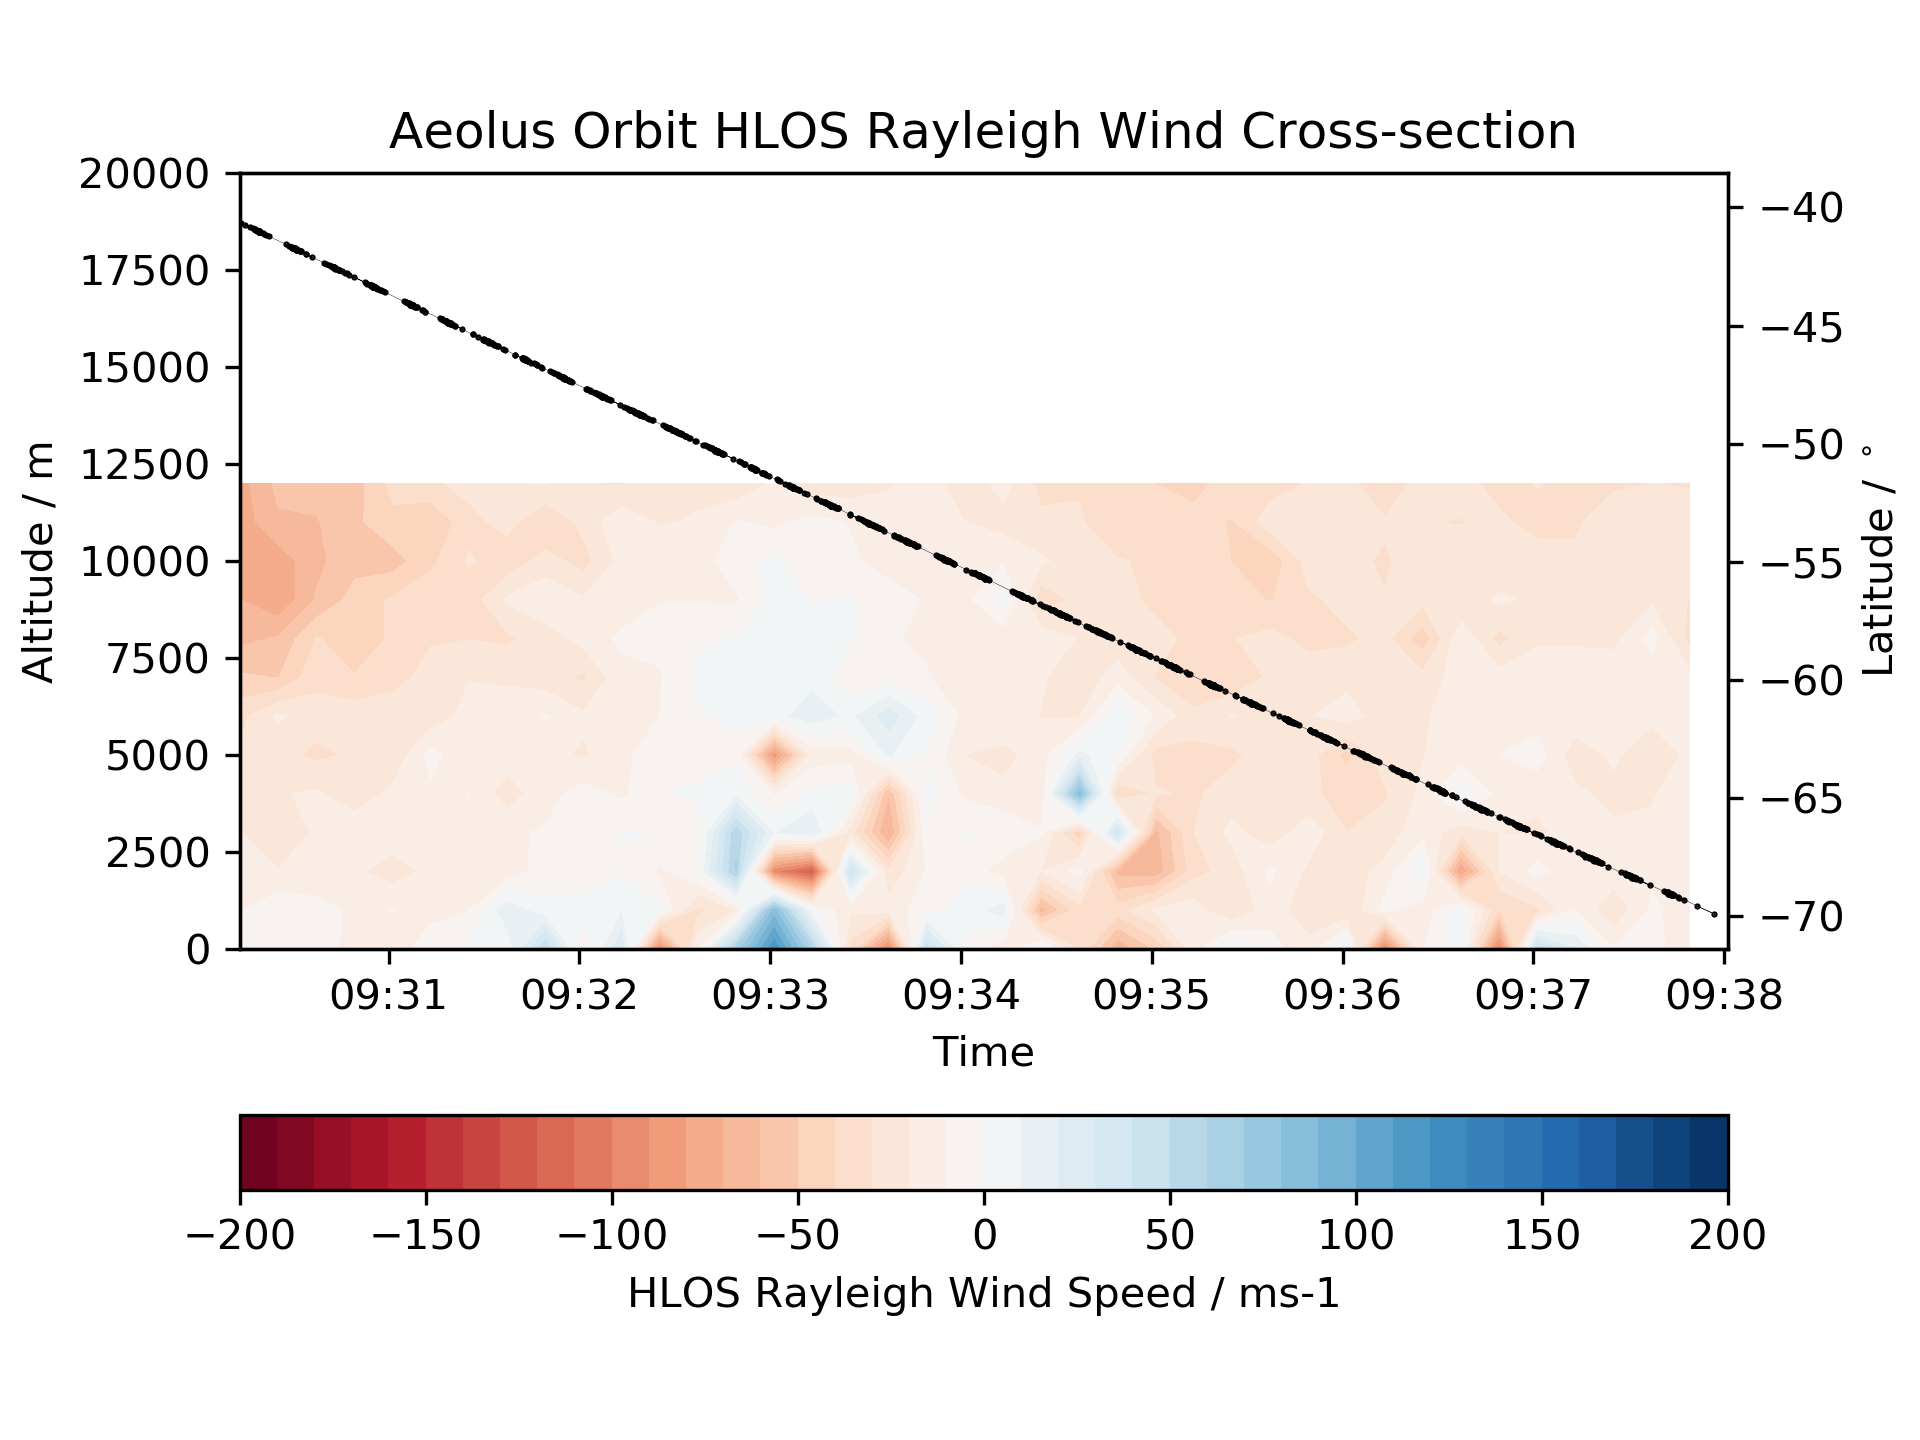 Aeolus Orbit HLOS Rayleigh Wind Cross-section
20000
17500
15000
12500
10000
7500
5000
2500
0
Altitude / m
−40
−45
−50
−55
−60
−65
−70
Latitude / °
09:31 09:32 09:33 09:34 09:35 09:36 09:37 09:38
Time
−200 −150 −100 −50 0 50 100 150 200
HLOS Rayleigh Wind Speed / ms-1